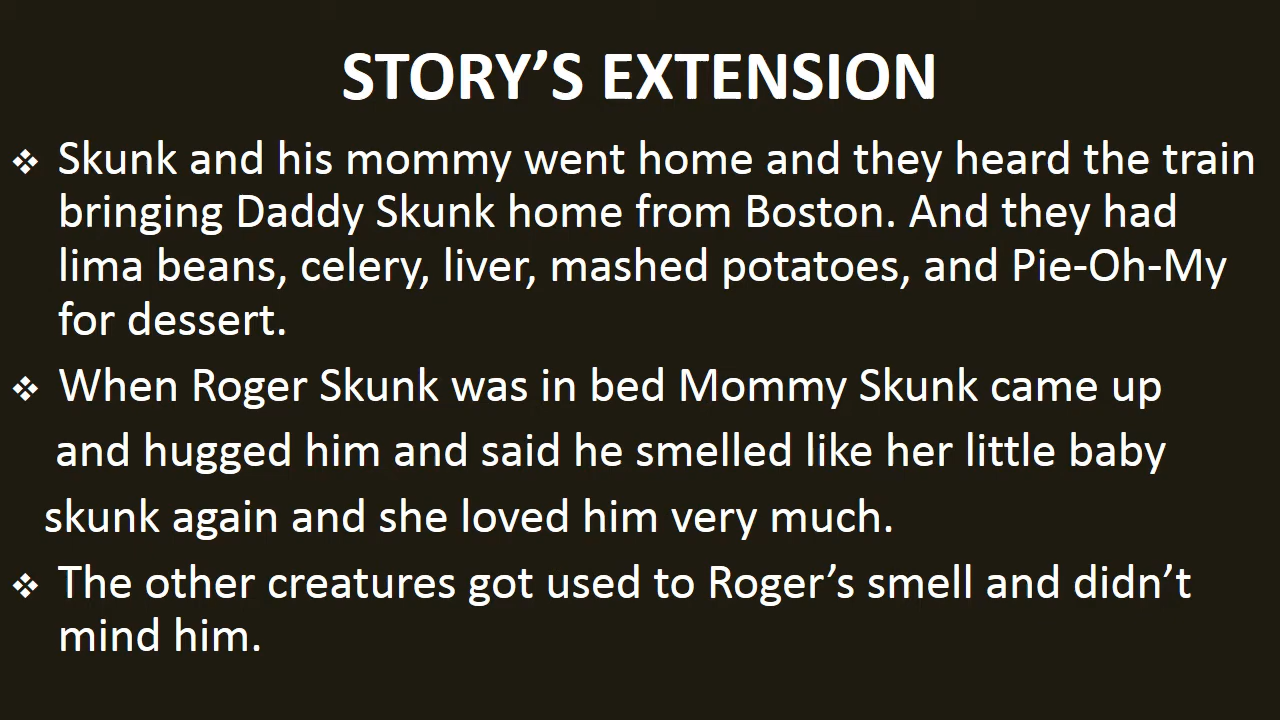 STORY’S EXTENSION
❖ Skunk and his mommy went home and they heard the train
bringing Daddy Skunk home from Boston. And they had
lima beans, celery, liver, mashed potatoes, and Pie-Oh-My
for dessert.
❖ When Roger Skunk was in bed Mommy Skunk came up
and hugged him and said he smelled like her little baby
skunk again and she loved him very much.
❖ The other creatures got used to Roger’s smell and didn’t
mind him.